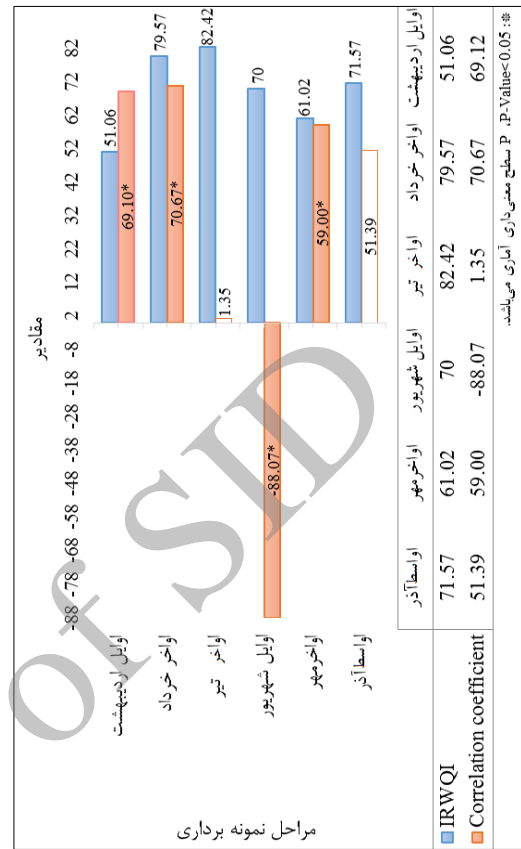 مقادیر
-88 -78 -68 -58 -48 -38 -28 -18 -8 2 12 22 32 42 52 62 72 82
مراحل نمونه برداری
اوایل اردیبهشت
51.06
69.10*
اواخر خرداد
79.57
70.67*
اواخر تیر
82.42
1.35
اوایل شهریور
70
-88.07*
اواخرمهر
61.02
59.00*
اواسطآذر
71.57
51.39
اواسطآذر اواخرمهر اوایل شهریور اواخر تیر اواخر خرداد اوایل اردیبهشت
IRWQI 71.57 61.02 70 82.42 79.57 51.06
Correlation coefficient 51.39 59.00 -88.07 1.35 70.67 69.12
*: P-Value<0.05، P سطح معنی‌داری آماری می‌باشد.
of SID